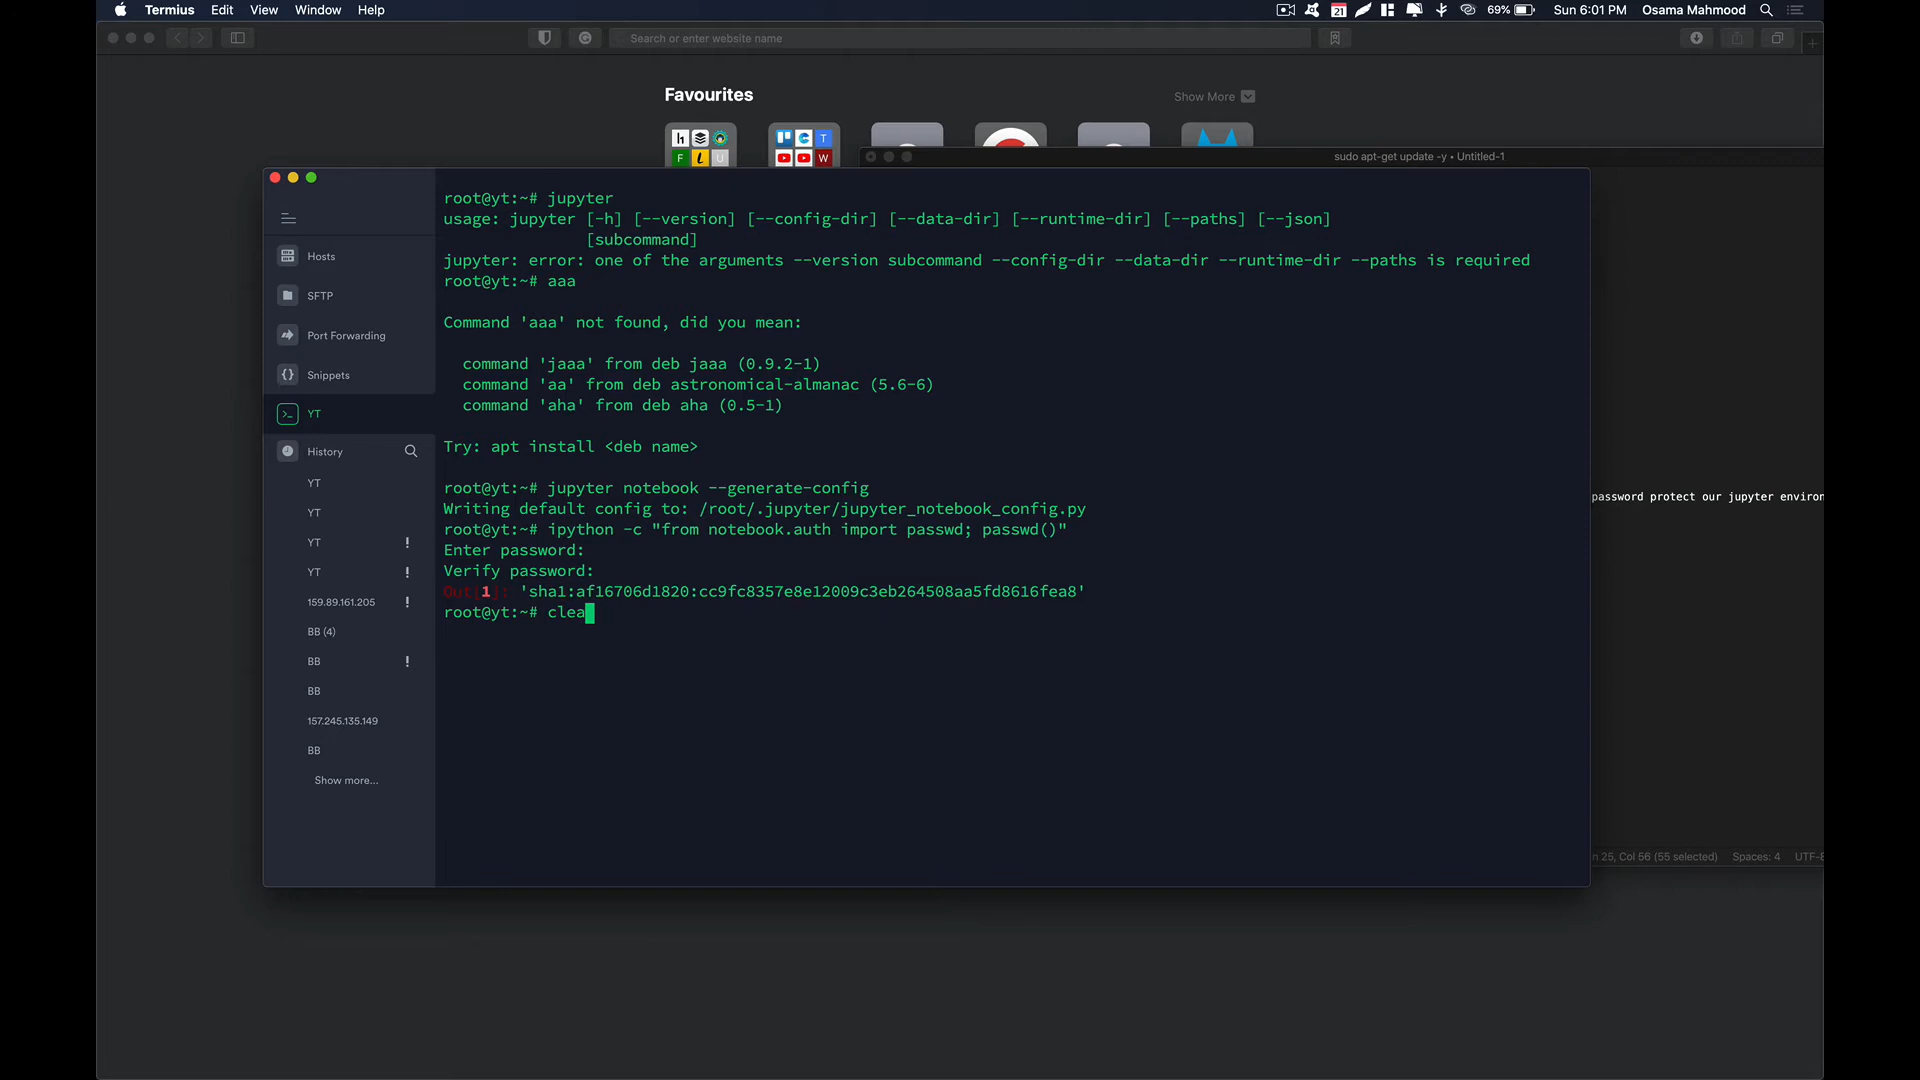 Termius Edit View Window Help
21 69% Sun 6:01 PM Osama Mahmood
Search or enter website name
Favourites
Show More
h
T
F U W
sudo apt-get update -y • Untitled-1
Hosts
SFTP
Port Forwarding
Snippets
YT
History
YT
YT
YT !
YT !
159.89.161.205 !
BB (4)
BB !
BB
157.245.135.149
BB
Show more...
root@yt:~# jupyter
usage: jupyter [-h] [--version] [--config-dir] [--data-dir] [--runtime-dir] [--paths] [--json]
[subcommand]
jupyter: error: one of the arguments --version subcommand --config-dir --data-dir --runtime-dir --paths is required
root@yt:~# aaa
Command 'aaa' not found, did you mean:
command 'jaaa' from deb jaaa (0.9.2-1)
command 'aa' from deb astronomical-almanac (5.6-6)
command 'aha' from deb aha (0.5-1)
Try: apt install <deb name>
root@yt:~# jupyter notebook --generate-config
Writing default config to: /root/.jupyter/jupyter_notebook_config.py
root@yt:~# ipython -c "from notebook.auth import passwd; passwd()"
Enter password:
Verify password:
Out[1]: 'sha1:af16706d1820:cc9fc8357e8e12009c3eb264508aa5fd8616fea8'
root@yt:~# clea
password protect our jupyter environ
n 25, Col 56 (55 selected) Spaces: 4 UTF-8